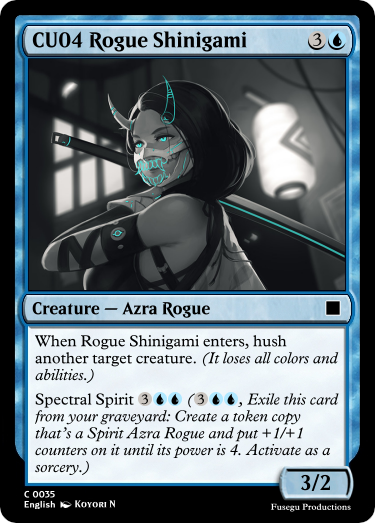 CU04 Rogue Shinigami 3
Creature — Azra Rogue
When Rogue Shinigami enters, hush
another target creature. (It loses all colors and
abilities.)
Spectral Spirit 3 (3, Exile this card
from your graveyard: Create a token copy
that's a Spirit Azra Rogue and put +1/+1
counters on it until its power is 4. Activate as a
sorcery.)
3/2
C 0035
English KOYORI N
Fusegu Productions